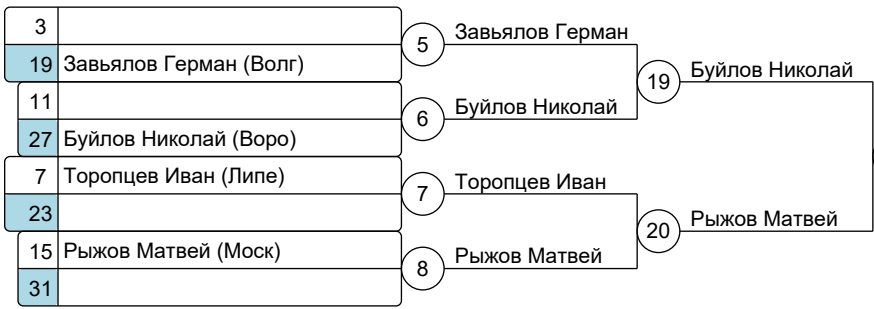 3
19 Завьялов Герман (Волг)
5 Завьялов Герман
11
27 Буйлов Николай (Воро)
6 Буйлов Николай
19 Буйлов Николай
7 Торопцев Иван (Липе)
23
7 Торопцев Иван
15 Рыжов Матвей (Моск)
31
8 Рыжов Матвей
20 Рыжов Матвей